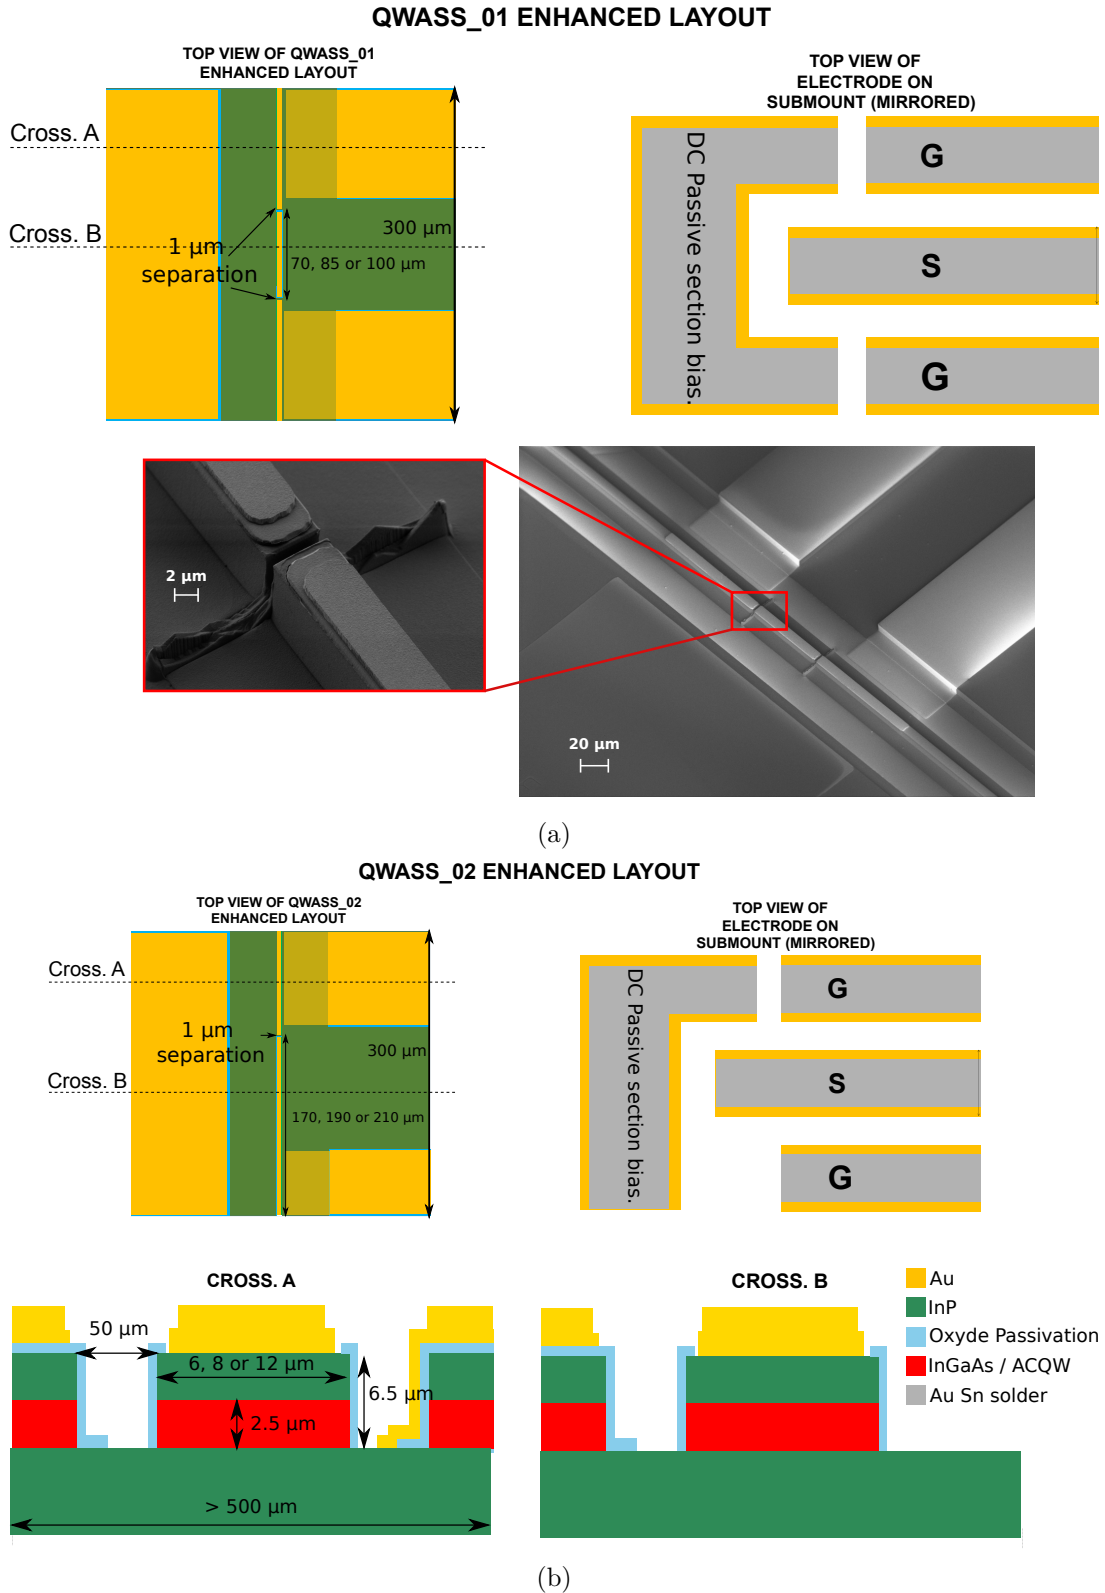 QWASS_01 ENHANCED LAYOUT
TOP VIEW OF QWASS_01
ENHANCED LAYOUT
Cross. A
Cross. B
1 µm
separation
300 µm
70, 85 or 100 µm
TOP VIEW OF
ELECTRODE ON
SUBMOUNT (MIRRORED)
DC Passive section bias.
G
S
G
2 µm
20 µm
(a)
QWASS_02 ENHANCED LAYOUT
TOP VIEW OF QWASS_02
ENHANCED LAYOUT
Cross. A
1 µm
separation
300 µm
Cross. B
170, 190 or 210 µm
TOP VIEW OF
ELECTRODE ON
SUBMOUNT (MIRRORED)
DC Passive section bias.
G
S
G
CROSS. A
50 µm
6, 8 or 12 µm
6.5 µm
2.5 µm
> 500 µm
CROSS. B
Au
InP
Oxyde Passivation
InGaAs / ACQW
Au Sn solder
(b)